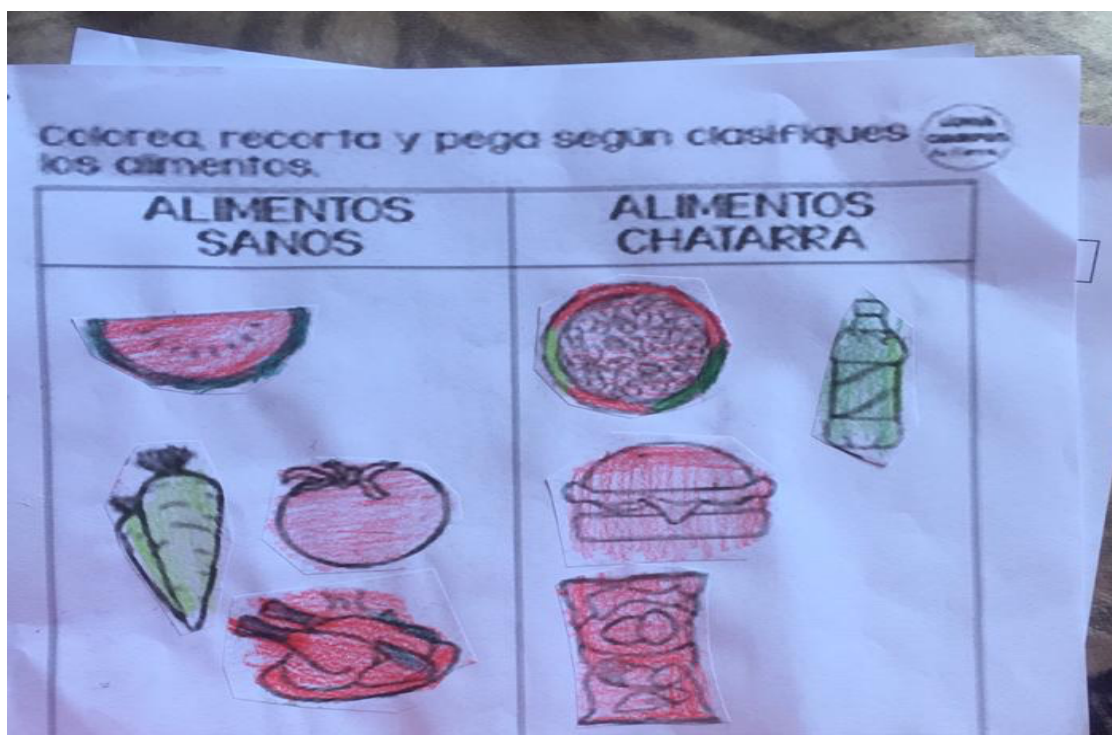 Colorea, recorta y pega según clasifiques
los alimentos.
ALIMENTOS
SANOS
ALIMENTOS
CHATARRA